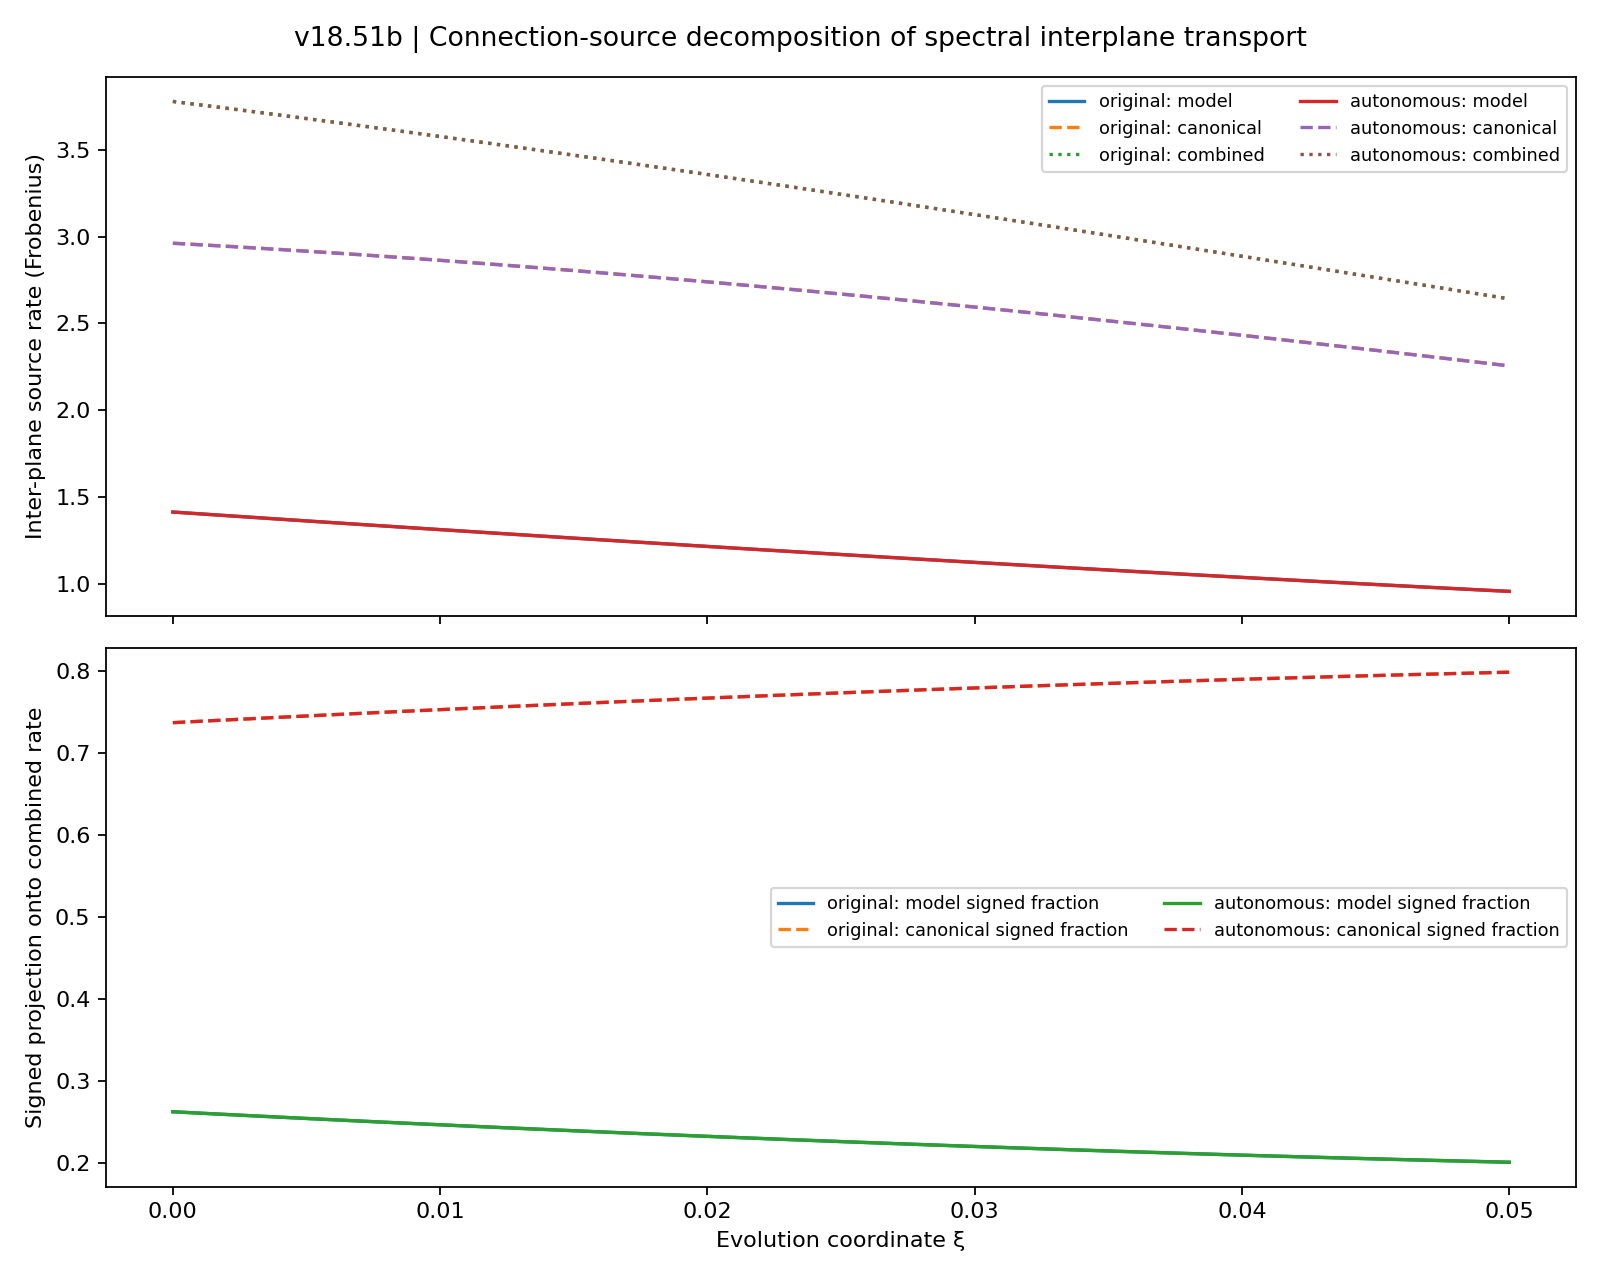 v18.51b | Connection-source decomposition of spectral interplane transport
Inter-plane source rate (Frobenius)
3.5
3.0
2.5
2.0
1.5
1.0
original: model
original: canonical
original: combined
autonomous: model
autonomous: canonical
autonomous: combined
Signed projection onto combined rate
0.8
0.7
0.6
0.5
0.4
0.3
0.2
original: model signed fraction
original: canonical signed fraction
autonomous: model signed fraction
autonomous: canonical signed fraction
0.00 0.01 0.02 0.03 0.04 0.05
Evolution coordinate ξ